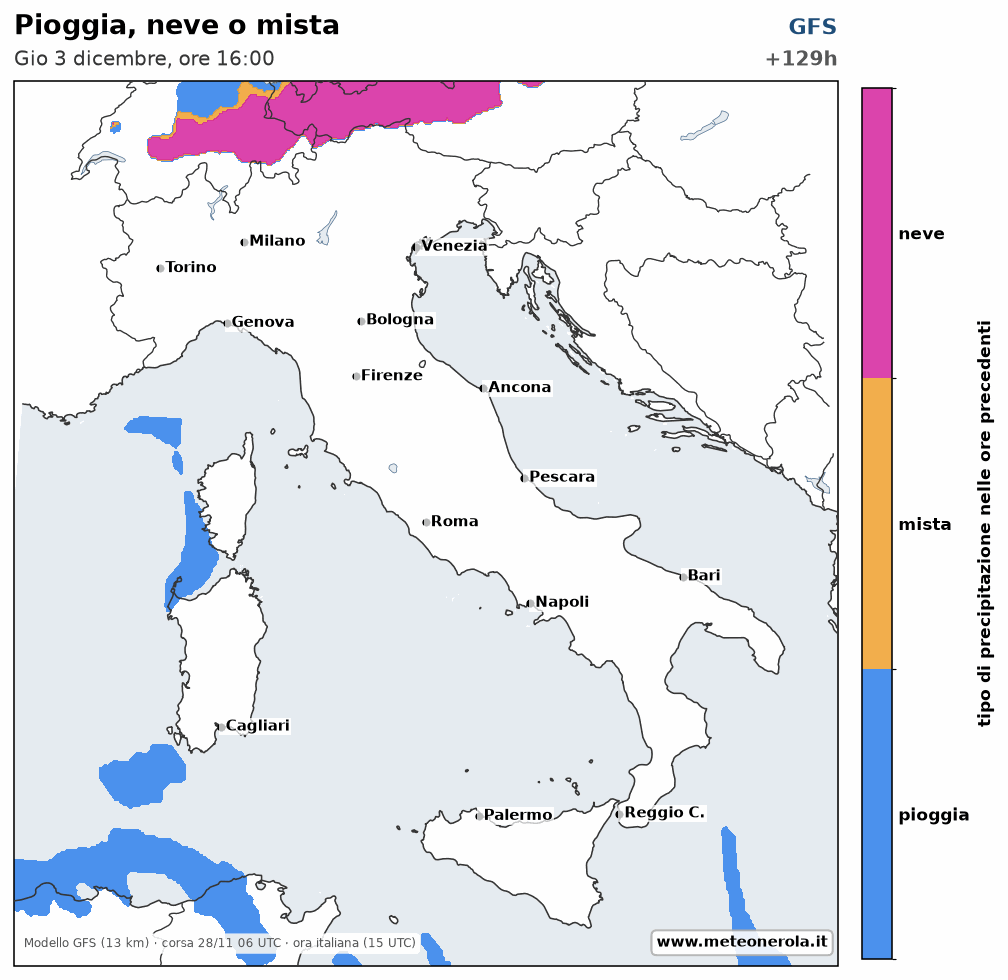 Pioggia, neve o mista
GFS
Gio 3 dicembre, ore 16:00
+129h
neve
Milano
Venezia
Torino
Genova
Bologna
Firenze
Ancona
Pescara
Roma
mista
Bari
Napoli
Cagliari
Palermo
Reggio C.
pioggia
tipo di precipitazione nelle ore precedenti
Modello GFS (13 km) · corsa 28/11 06 UTC · ora italiana (15 UTC)
www.meteonerola.it